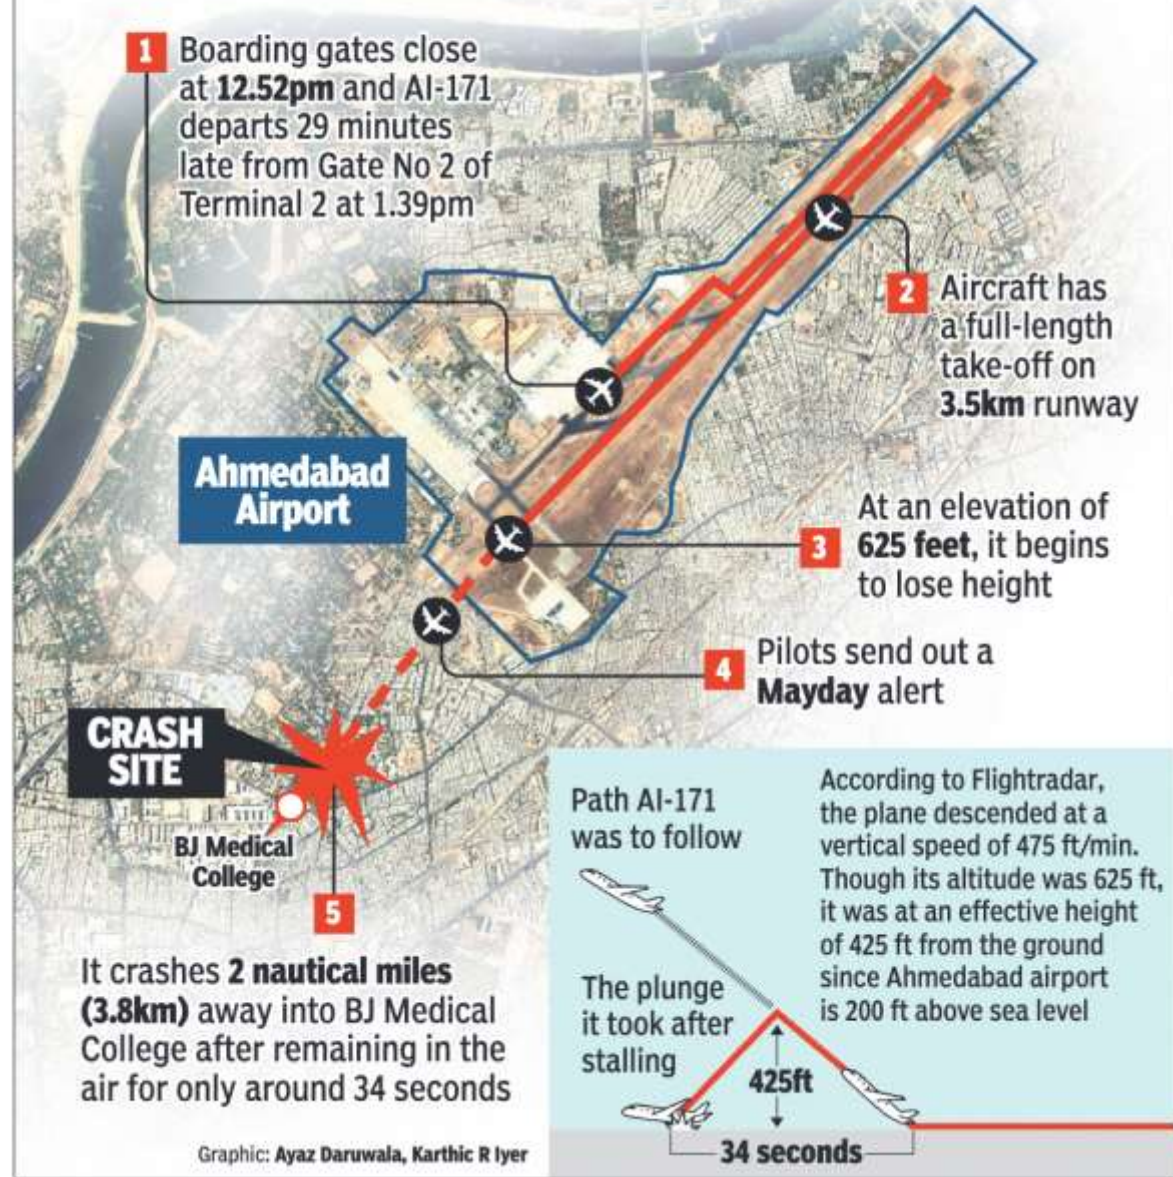 1
Boarding gates close
at 12.52pm and AI-171
departs 29 minutes
late from Gate No 2 of
Terminal 2 at 1.39pm
2
Aircraft has
a full-length
take-off on
3.5km runway
Ahmedabad
Airport
3
At an elevation of
625 feet, it begins
to lose height
4
Pilots send out a
Mayday alert
CRASH
SITE
BJ Medical
College
5
It crashes 2 nautical miles
(3.8km) away into BJ Medical
College after remaining in the
air for only around 34 seconds
Graphic: Ayaz Daruwala, Karthic R Iyer
Path AI-171
was to follow
According to Flightradar,
the plane descended at a
vertical speed of 475 ft/min.
Though its altitude was 625 ft,
it was at an effective height
of 425 ft from the ground
since Ahmedabad airport
is 200 ft above sea level
The plunge
it took after
stalling
425ft
34 seconds